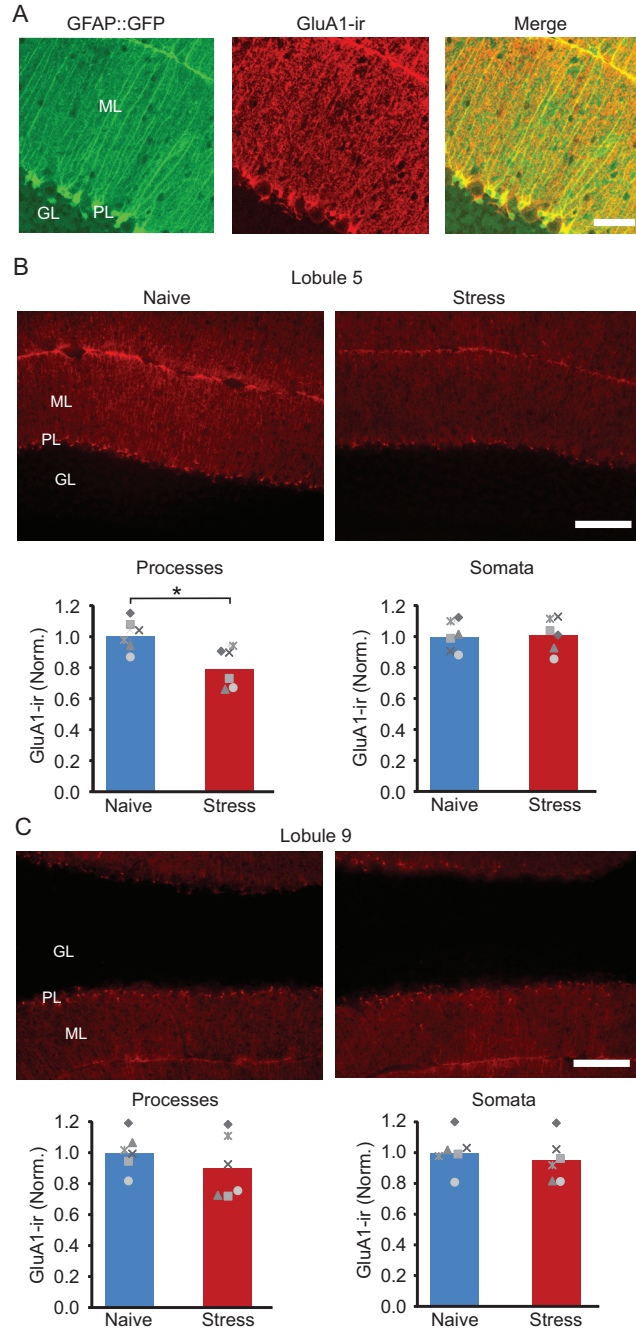 A
GFAP::GFP GluA1-ir Merge
ML
GL PL
B
Lobule 5
Naive Stress
ML
PL
GL
Processes Somata
GluA1-ir (Norm.)
1.2
1.0
0.8
0.6
0.4
0.2
0.0
*
Naive Stress
GluA1-ir (Norm.)
1.2
1.0
0.8
0.6
0.4
0.2
0.0
Naive Stress
C
Lobule 9
GL
PL
ML
Processes Somata
GluA1-ir (Norm.)
1.2
1.0
0.8
0.6
0.4
0.2
0.0
Naive Stress
GluA1-ir (Norm.)
1.2
1.0
0.8
0.6
0.4
0.2
0.0
Naive Stress